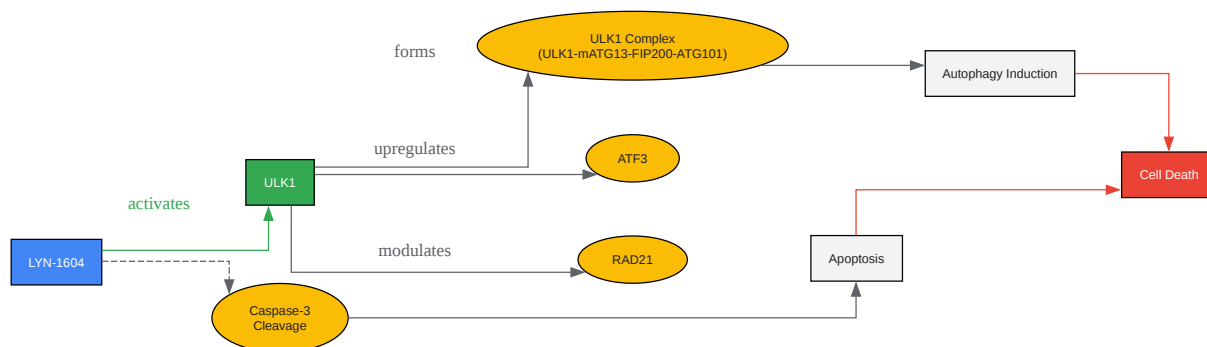 ULK1 Complex
(ULK1-mATG13-FIP200-ATG101)
forms
Autophagy Induction
upregulates
ATF3
Cell Death
ULK1
activates
modulates
LYN-1604
RAD21
Apoptosis
Caspase-3
Cleavage